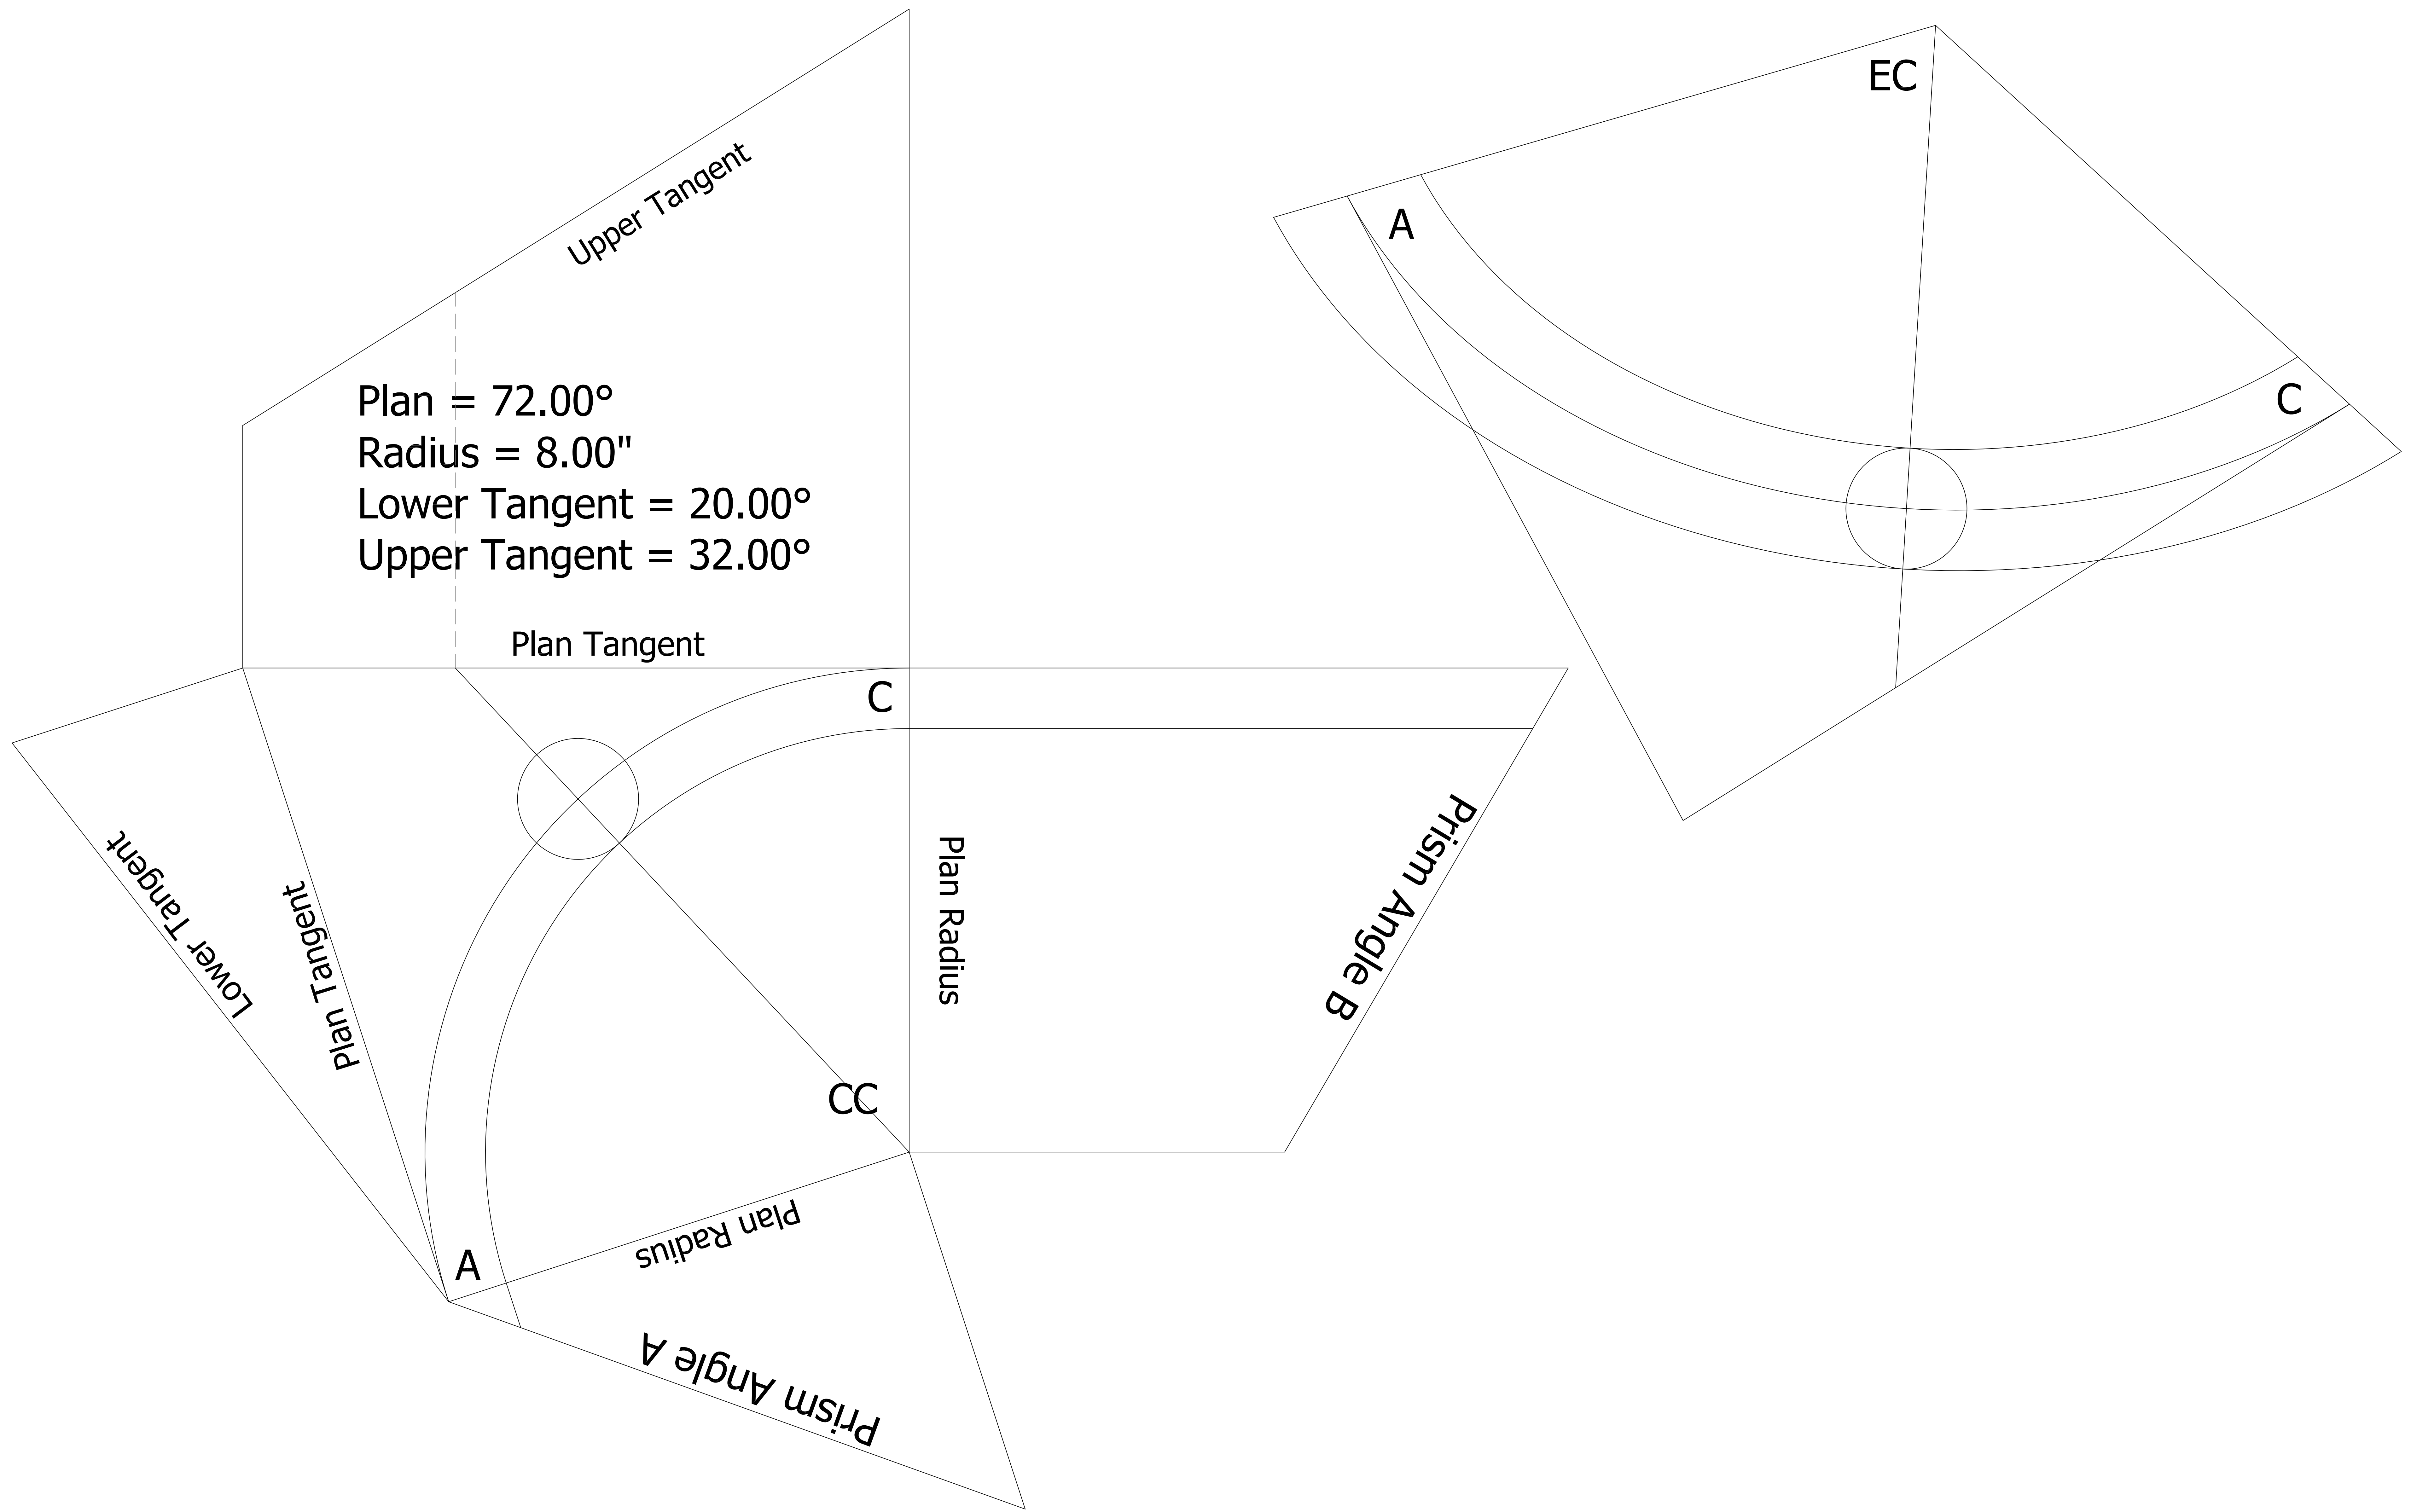 EC
A
C
Upper Tangent
Plan = 72.00°
Radius = 8.00"
Lower Tangent = 20.00°
Upper Tangent = 32.00°
Plan Tangent
C
Lower Tangent
Plan Tangent
Plan Radius
Prism Angle B
CC
Plan Radius
A
Prism Angle A